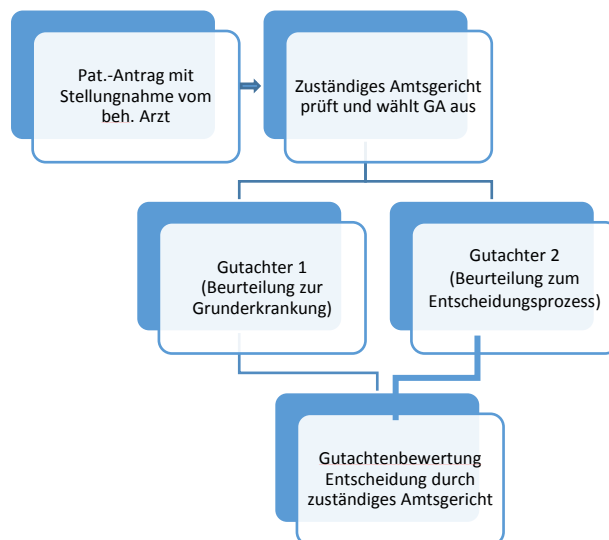 Pat.-Antrag mit
Stellungnahme vom
beh. Arzt
Zuständiges Amtsgericht
prüft und wählt GA aus
Gutachter 1
(Beurteilung zur
Grunderkrankung)
Gutachter 2
(Beurteilung zum
Entscheidungsprozess)
Gutachtenbewertung
Entscheidung durch
zuständiges Amtsgericht